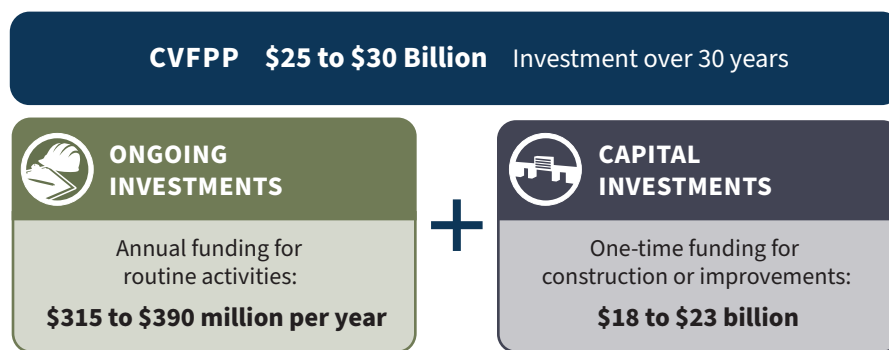 CVFPP $25 to $30 Billion Investment over 30 years
ONGOING
INVESTMENTS
Annual funding for
routine activities:
$315 to $390 million per year
+
CAPITAL
INVESTMENTS
One-time funding for
construction or improvements:
$18 to $23 billion